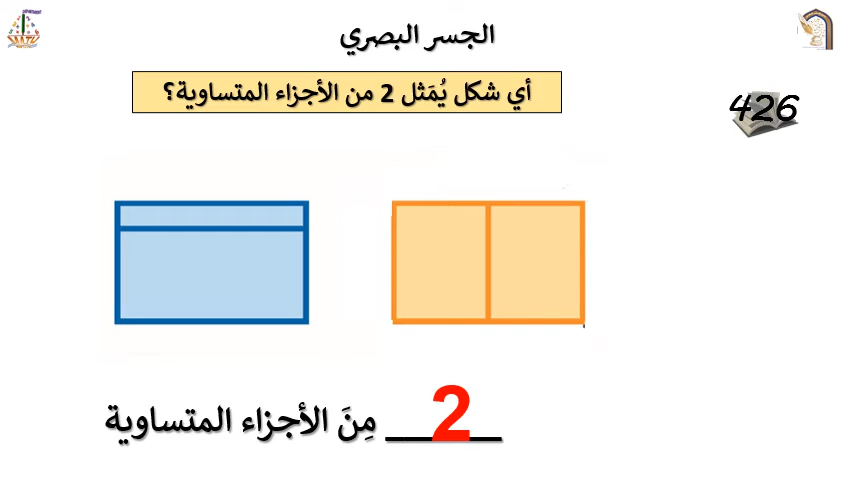 الجسر البصري
أي شكل يُمَثل 2 من الأجزاء المتساوية؟
426
2 مِنَ الأجزاء المتساوية